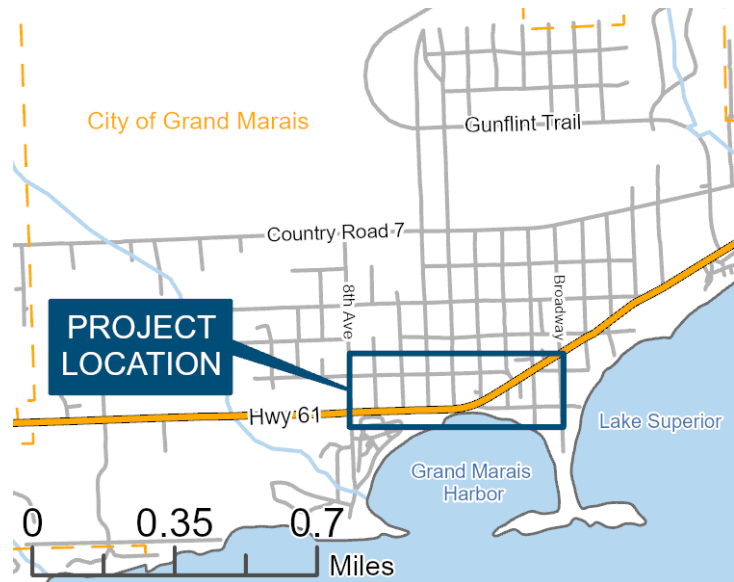 City of Grand Marais
Gunflint Trail
Country Road 7
8th Ave
Broadway
PROJECT
LOCATION
Hwy 61
Lake Superior
Grand Marais
Harbor
0 0.35 0.7
Miles